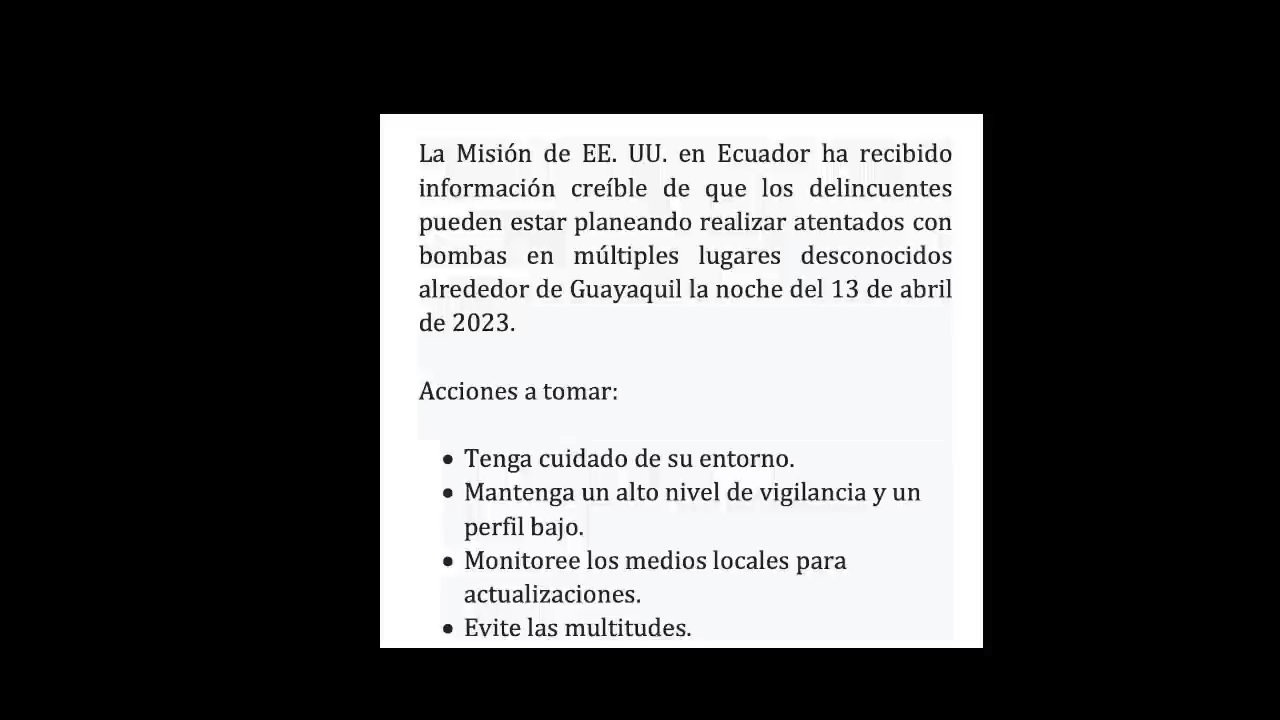 La Misión de EE. UU. en Ecuador ha recibido
información creíble de que los delincuentes
pueden estar planeando realizar atentados con
bombas en múltiples lugares desconocidos
alrededor de Guayaquil la noche del 13 de abril
de 2023.
Acciones a tomar:
• Tenga cuidado de su entorno.
• Mantenga un alto nivel de vigilancia y un
perfil bajo.
• Monitoree los medios locales para
actualizaciones.
• Evite las multitudes.